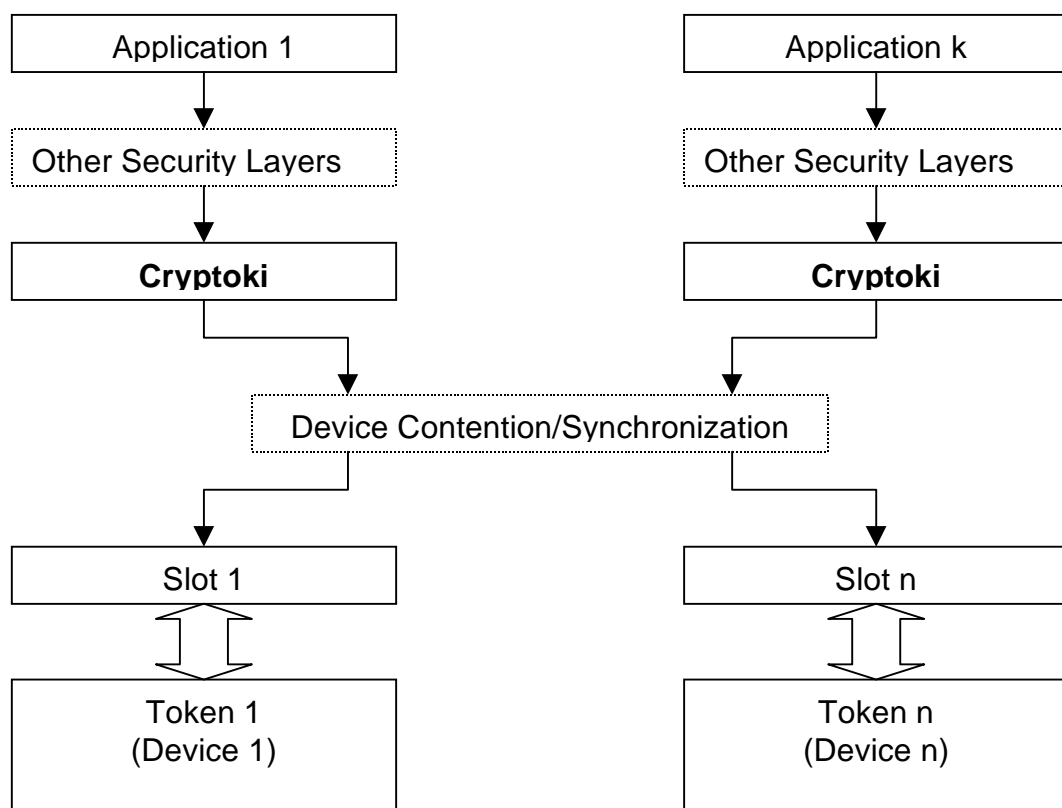 Application 1
Application k
Other Security Layers
Other Security Layers
Cryptoki
Cryptoki
Device Contention/Synchronization
Slot 1
Slot n
Token 1
(Device 1)
Token n
(Device n)